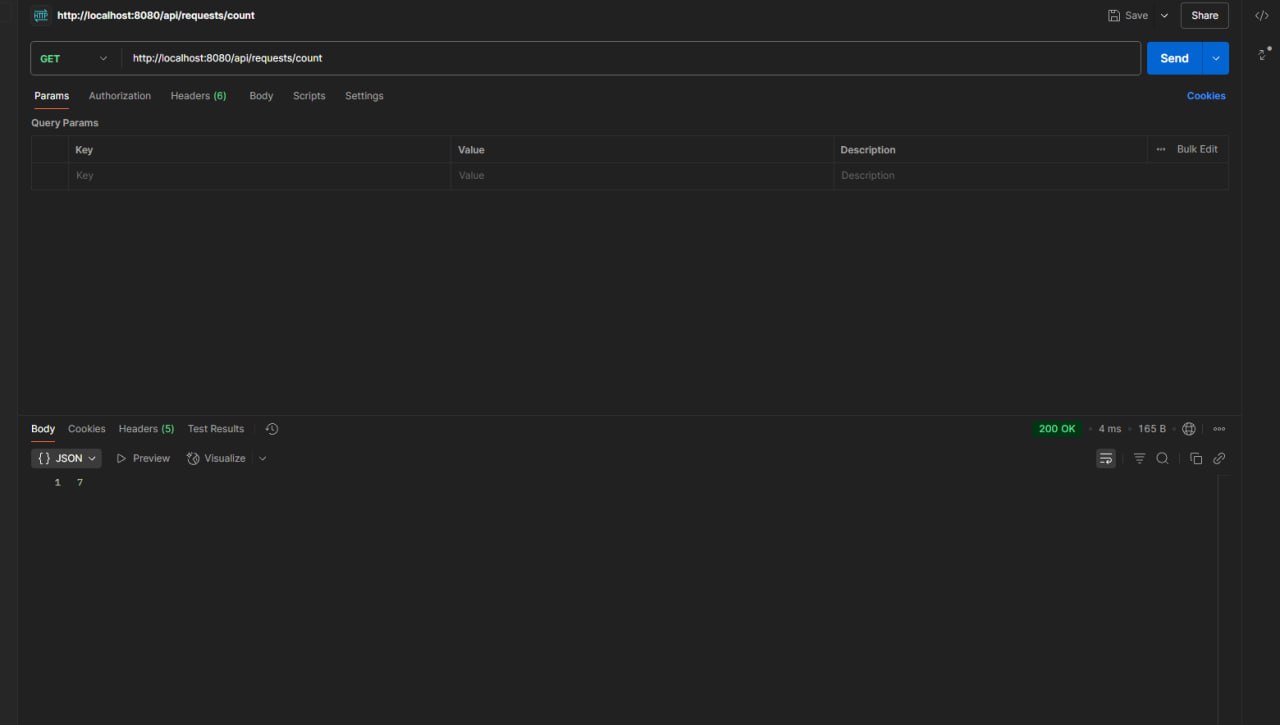 HTTP http://localhost:8080/api/requests/count Save Share
GET http://localhost:8080/api/requests/count Send
Params Authorization Headers (6) Body Scripts Settings Cookies
Query Params
Key Value Description ••• Bulk Edit
Key Value Description
Body Cookies Headers (5) Test Results 200 OK • 4 ms • 165 B
{ } JSON Preview Visualize
1 7